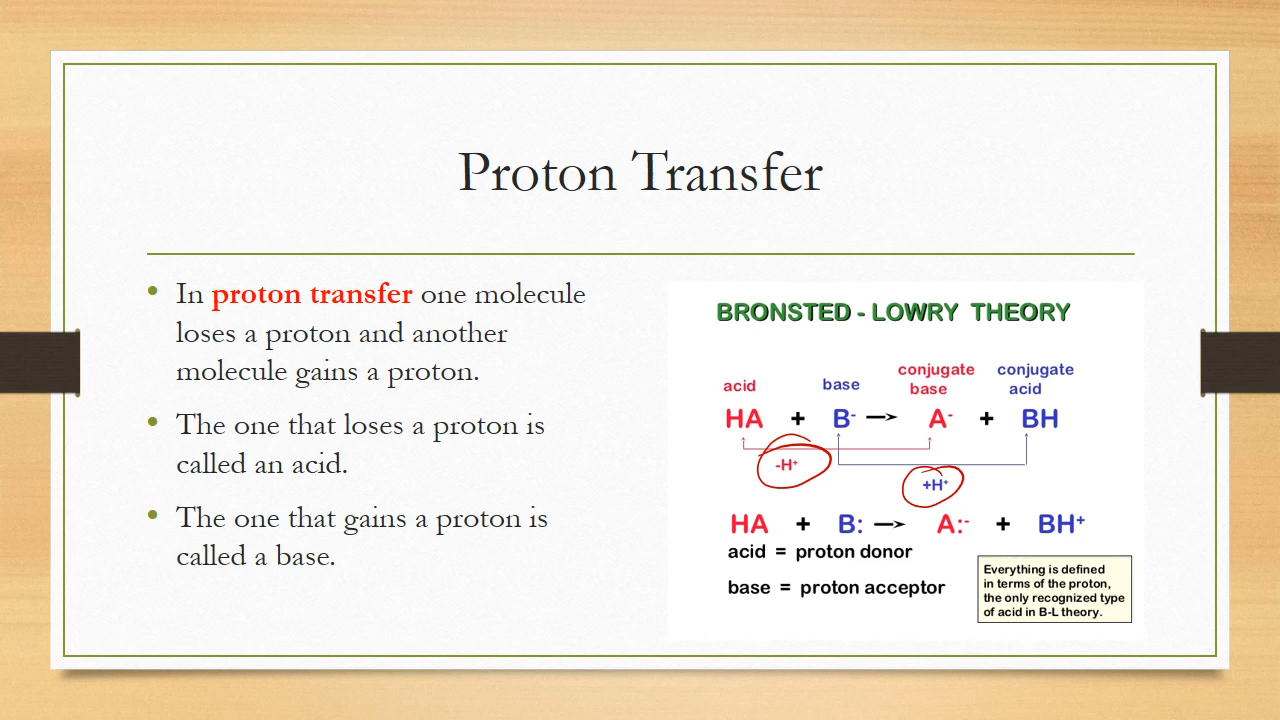 Proton Transfer
• In proton transfer one molecule
loses a proton and another
molecule gains a proton.
• The one that loses a proton is
called an acid.
• The one that gains a proton is
called a base.
BRONSTED - LOWRY THEORY
acid base conjugate base conjugate acid
HA + B⁻ → A⁻ + BH
-H⁺
+H⁺
HA + B: → A:⁻ + BH⁺
acid = proton donor
base = proton acceptor
Everything is defined
in terms of the proton,
the only recognized type
of acid in B-L theory.